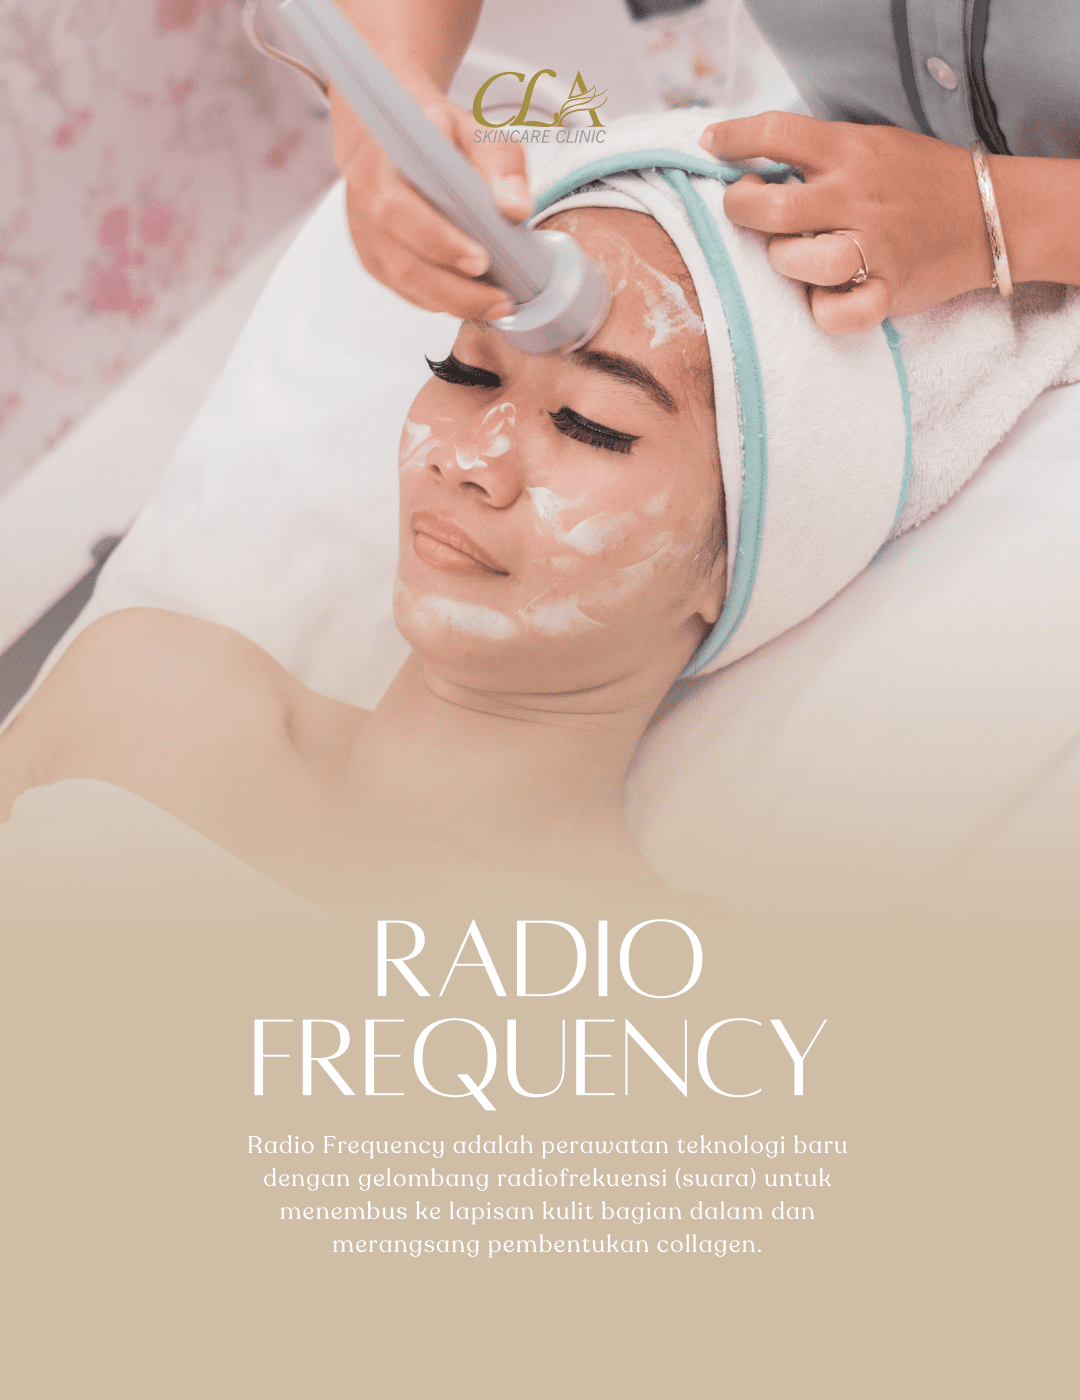 CLA
SKINCARE CLINIC
RADIO
FREQUENCY
Radio Frequency adalah perawatan teknologi baru
dengan gelombang radiofrekuensi (suara) untuk
menembus ke lapisan kulit bagian dalam dan
merangsang pembentukan collagen.